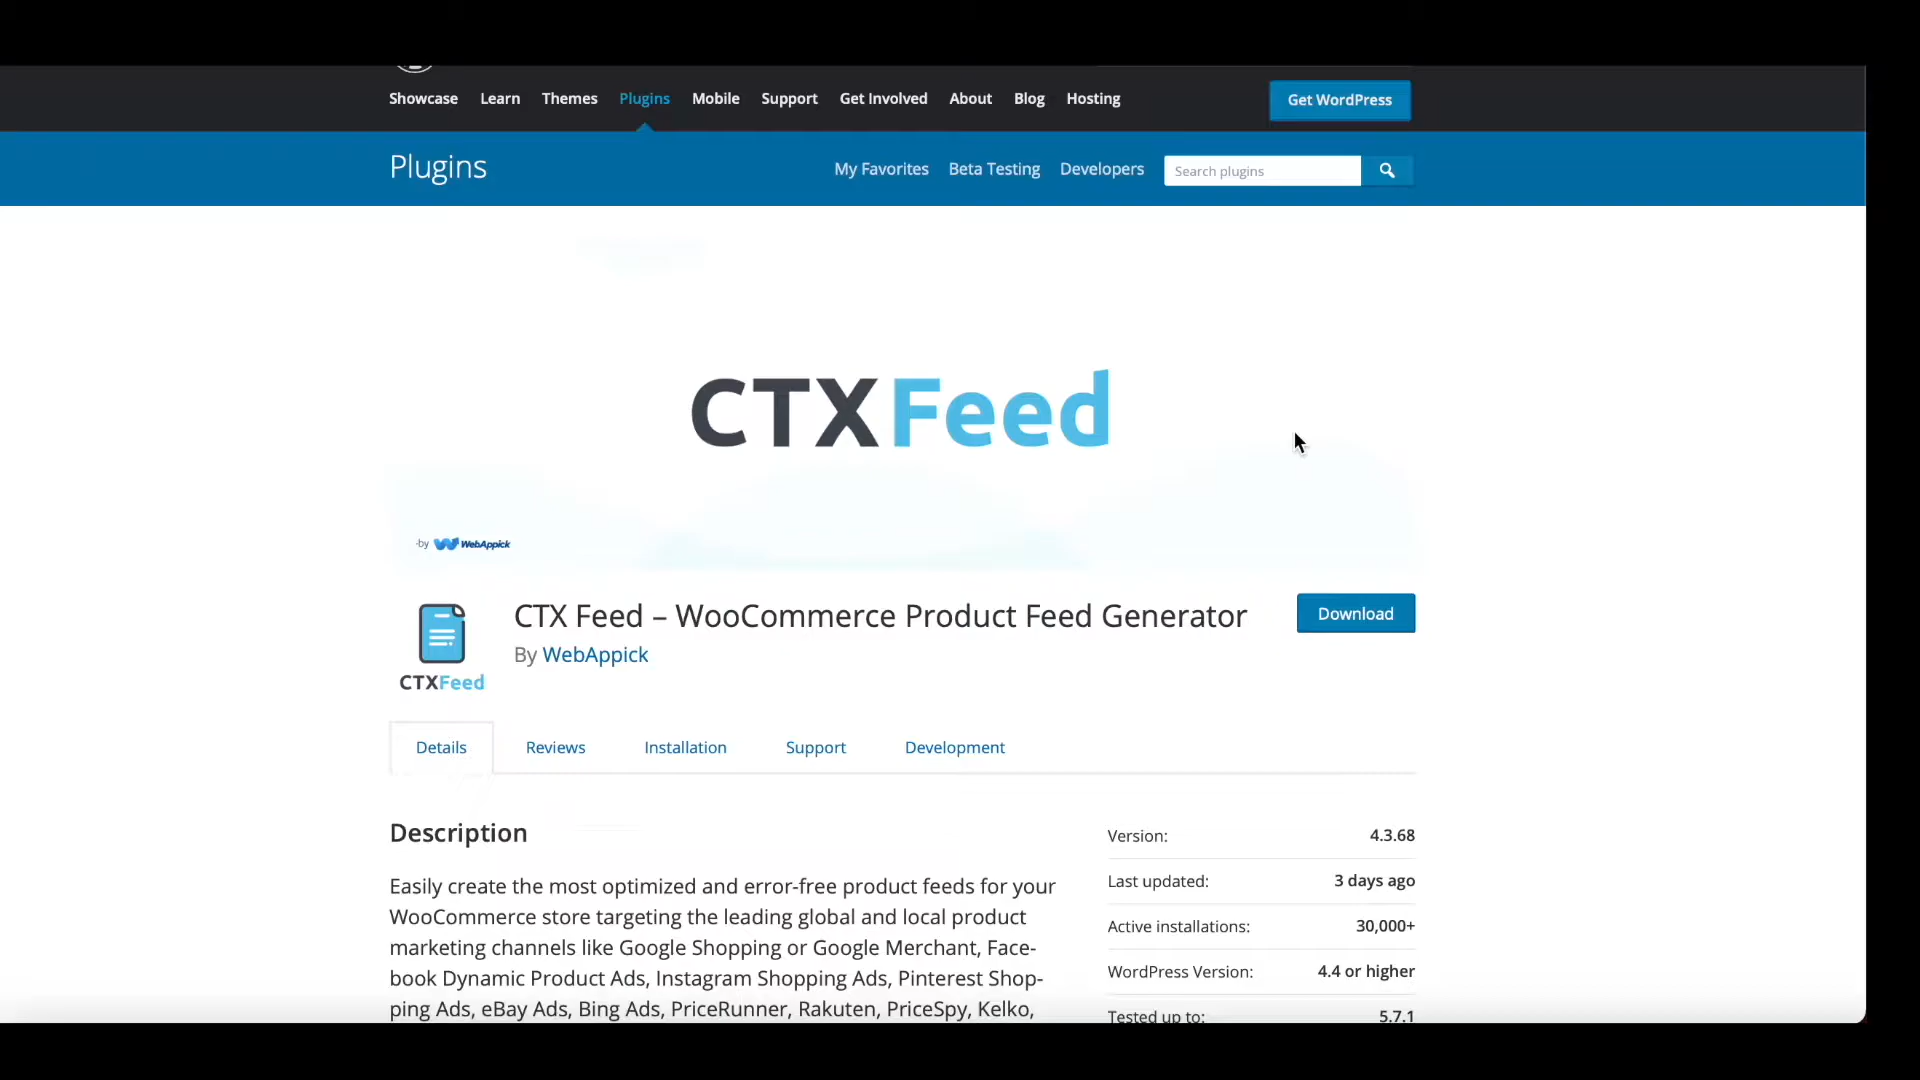 Showcase Learn Themes Plugins Mobile Support Get Involved About Blog Hosting Get WordPress
Plugins My Favorites Beta Testing Developers Search plugins
CTXFeed
-by WebAppick
CTX Feed – WooCommerce Product Feed Generator Download
By WebAppick
CTXFeed
Details Reviews Installation Support Development
Description
Easily create the most optimized and error-free product feeds for your
WooCommerce store targeting the leading global and local product
marketing channels like Google Shopping or Google Merchant, Face-
book Dynamic Product Ads, Instagram Shopping Ads, Pinterest Shop-
ping Ads, eBay Ads, Bing Ads, PriceRunner, Rakuten, PriceSpy, Kelko,
Version: 4.3.68
Last updated: 3 days ago
Active installations: 30,000+
WordPress Version: 4.4 or higher
Tested up to: 5.7.1